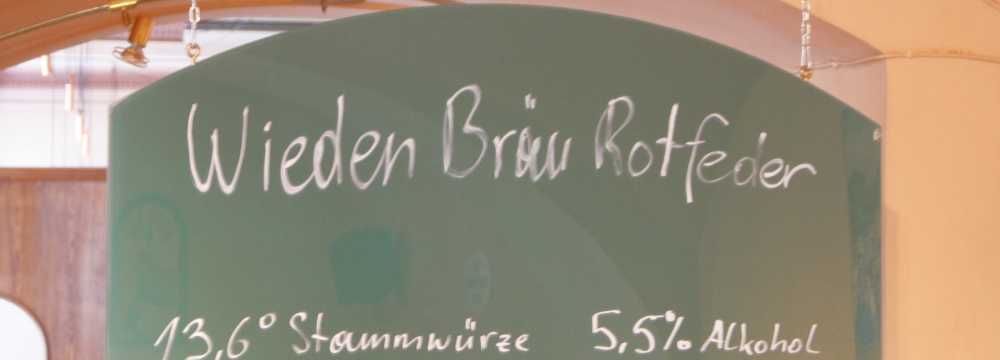 Wieden Bräu Rotfeder
13,6° Stammwürze 5,5% Alkohol